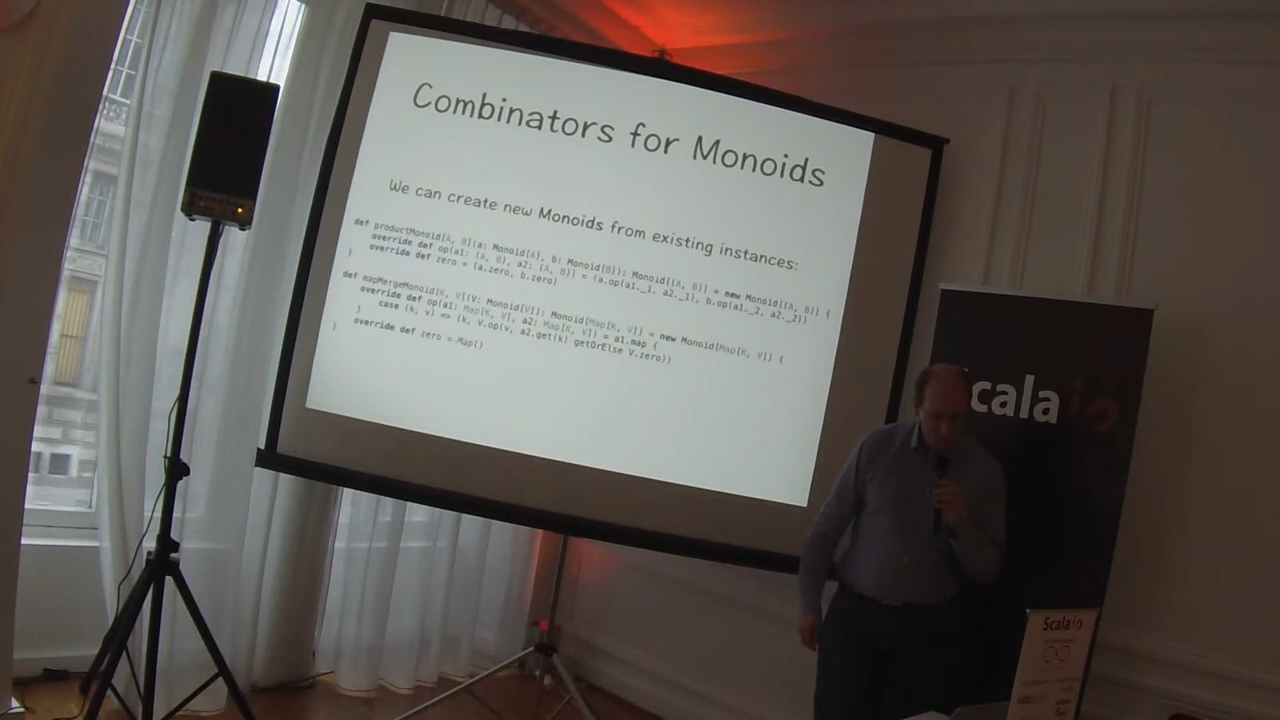 Combinators for Monoids
We can create new Monoids from existing instances:
def productMonoid[A, B](a: Monoid[A], b: Monoid[B]): Monoid[(A, B)] = new Monoid[(A, B)] {
override def op(a1: (A, B), a2: (A, B)) = (a.op(a1._1, a2._1), b.op(a1._2, a2._2))
override def zero = (a.zero, b.zero)
}
def mapMergeMonoid[K, V](V: Monoid[V]): Monoid[Map[K, V]] = new Monoid[Map[K, V]] {
override def op(a1: Map[K, V], a2: Map[K, V]) = a1.map {
case (k, v) => (k, V.op(v, a2.get(k) getOrElse V.zero))
}
override def zero = Map()
}
Scala io
Scala io